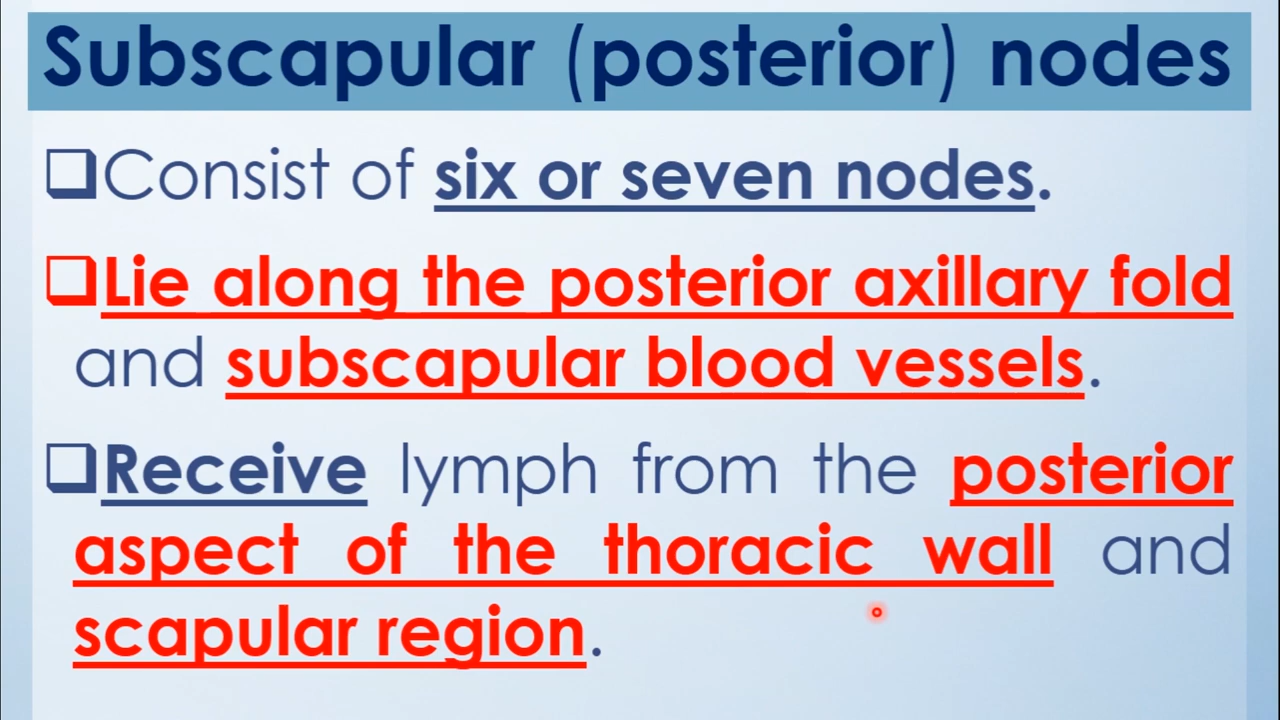 Subscapular (posterior) nodes
❑Consist of six or seven nodes.
❑Lie along the posterior axillary fold
and subscapular blood vessels.
❑Receive lymph from the posterior
aspect of the thoracic wall and
scapular region.